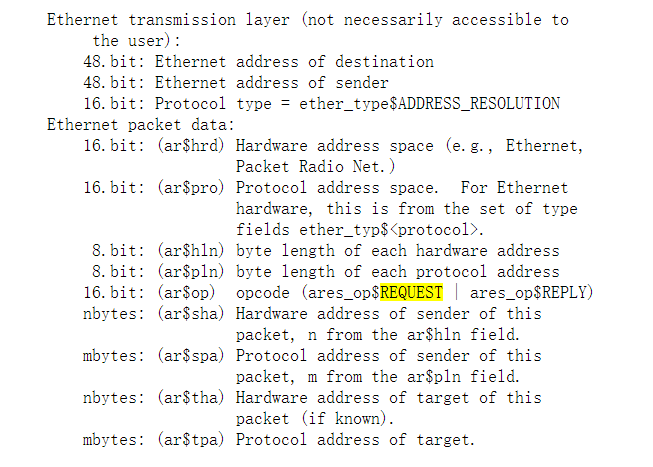 Ethernet transmission layer (not necessarily accessible to
the user):
48.bit: Ethernet address of destination
48.bit: Ethernet address of sender
16.bit: Protocol type = ether_type$ADDRESS_RESOLUTION
Ethernet packet data:
16.bit: (ar$hrd) Hardware address space (e.g., Ethernet,
Packet Radio Net.)
16.bit: (ar$pro) Protocol address space.  For Ethernet
hardware, this is from the set of type
fields ether_typ$<protocol>.
8.bit: (ar$hln) byte length of each hardware address
8.bit: (ar$pln) byte length of each protocol address
16.bit: (ar$op)  opcode (ares_op$REQUEST | ares_op$REPLY)
nbytes: (ar$sha) Hardware address of sender of this
packet, n from the ar$hln field.
mbytes: (ar$spa) Protocol address of sender of this
packet, m from the ar$pln field.
nbytes: (ar$tha) Hardware address of target of this
packet (if known).
mbytes: (ar$tpa) Protocol address of target.